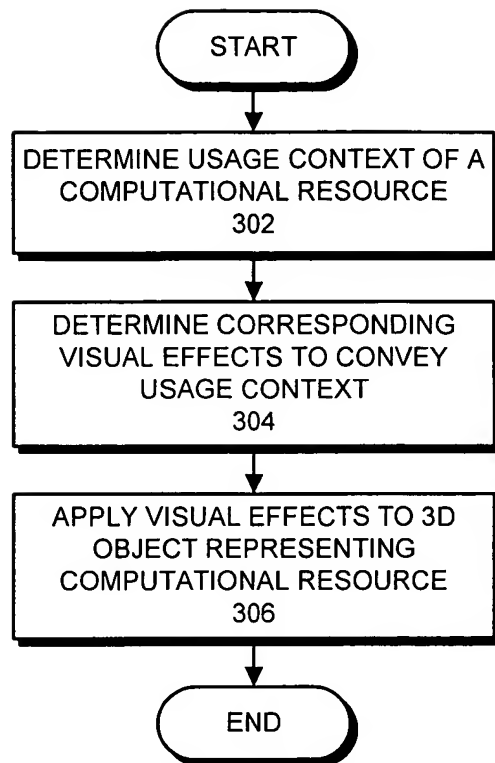 START
DETERMINE USAGE CONTEXT OF A
COMPUTATIONAL RESOURCE
302
DETERMINE CORRESPONDING
VISUAL EFFECTS TO CONVEY
USAGE CONTEXT
304
APPLY VISUAL EFFECTS TO 3D
OBJECT REPRESENTING
COMPUTATIONAL RESOURCE
306
END